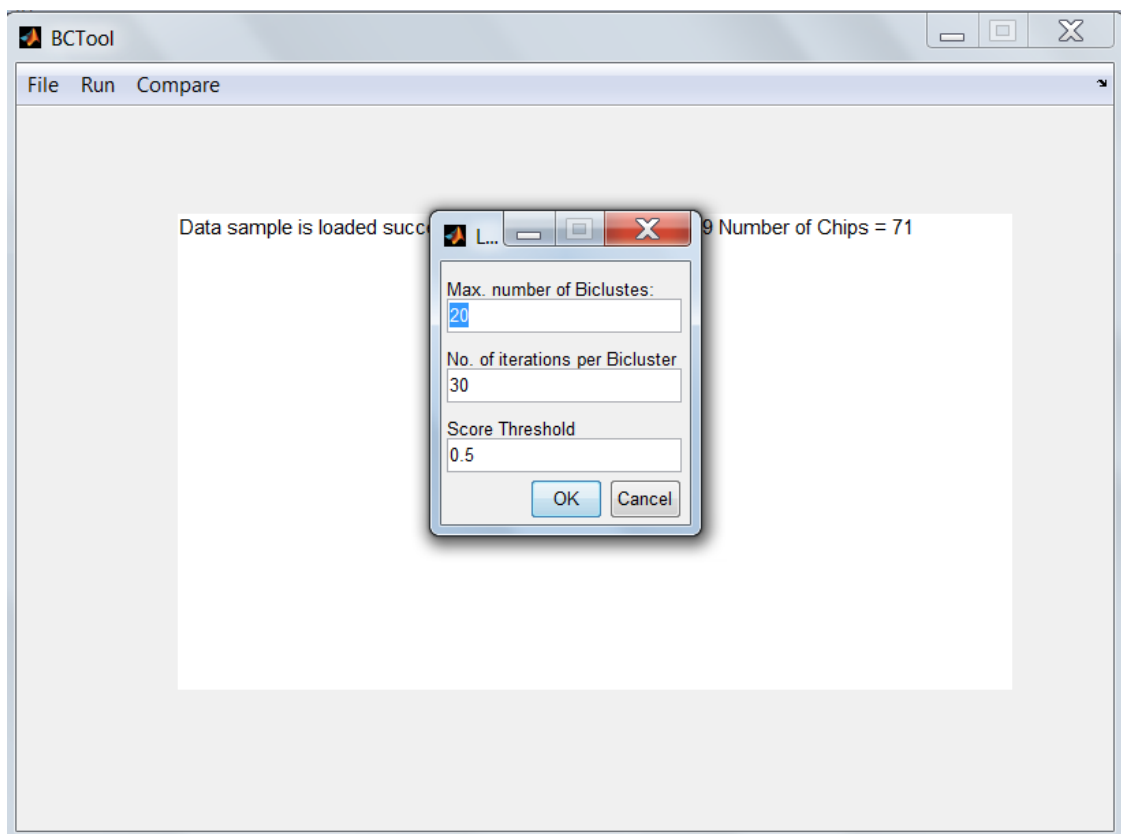 BCTool
File Run Compare
Data sample is loaded 9 Number of Chips = 71
L...
Max. number of Biclustes:
20
No. of iterations per Bicluster
30
Score Threshold
0.5
OK Cancel